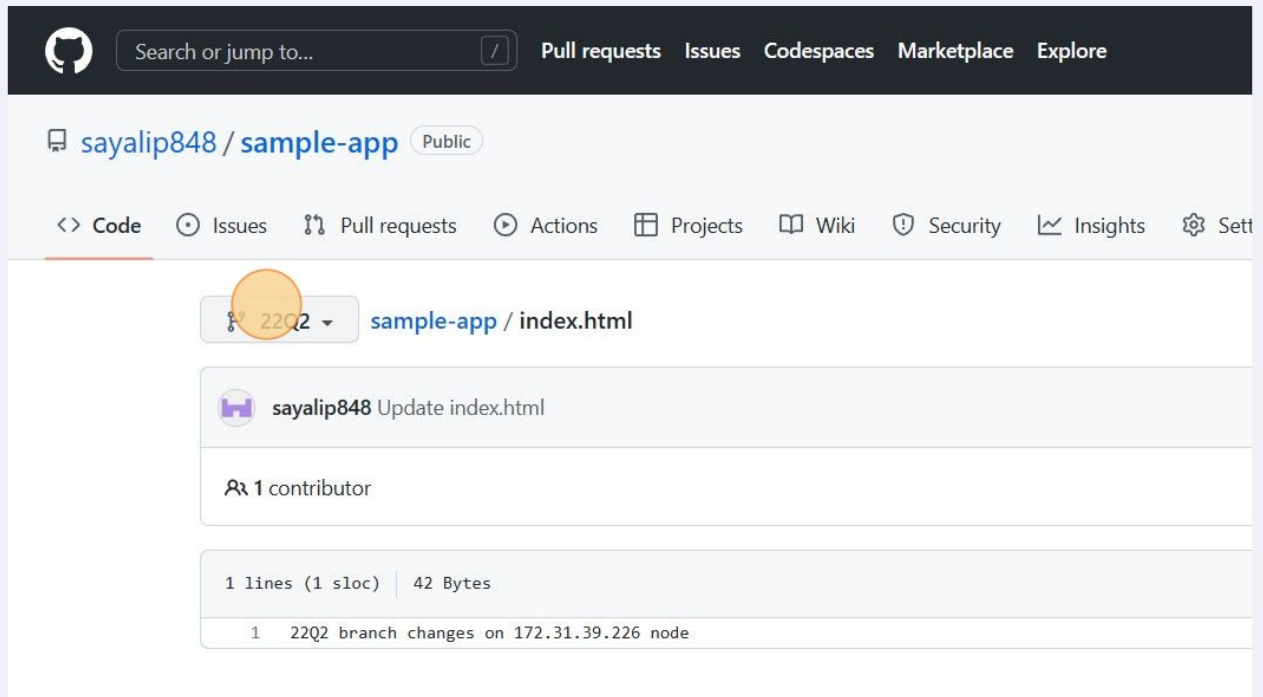 Search or jump to... / Pull requests Issues Codespaces Marketplace Explore
sayalip848 / sample-app Public
Code Issues Pull requests Actions Projects Wiki Security Insights Sett
22Q2 sample-app / index.html
sayalip848 Update index.html
1 contributor
1 lines (1 sloc) 42 Bytes
1 22Q2 branch changes on 172.31.39.226 node